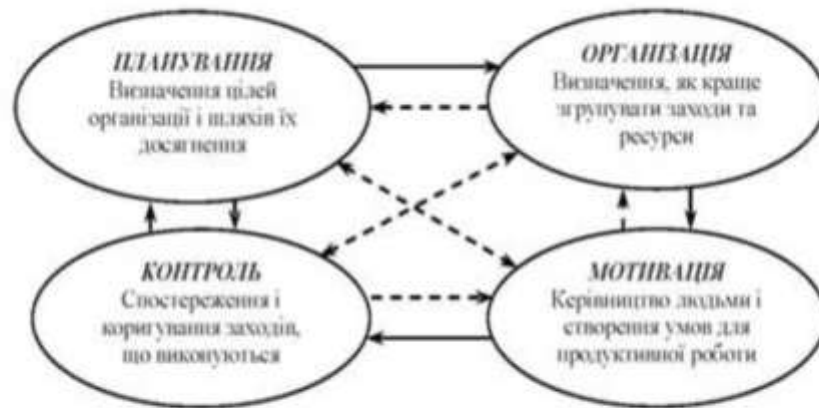 ПЛАНУВАННЯ
Визначення цілей
організації і шляхів їх
досягнення
ОРГАНІЗАЦІЯ
Визначення, як краще
згрупувати заходи та
ресурси
КОНТРОЛЬ
Спостереження і
коригування заходів,
що виконуються
МОТИВАЦІЯ
Керівництво людьми і
створення умов для
продуктивної роботи